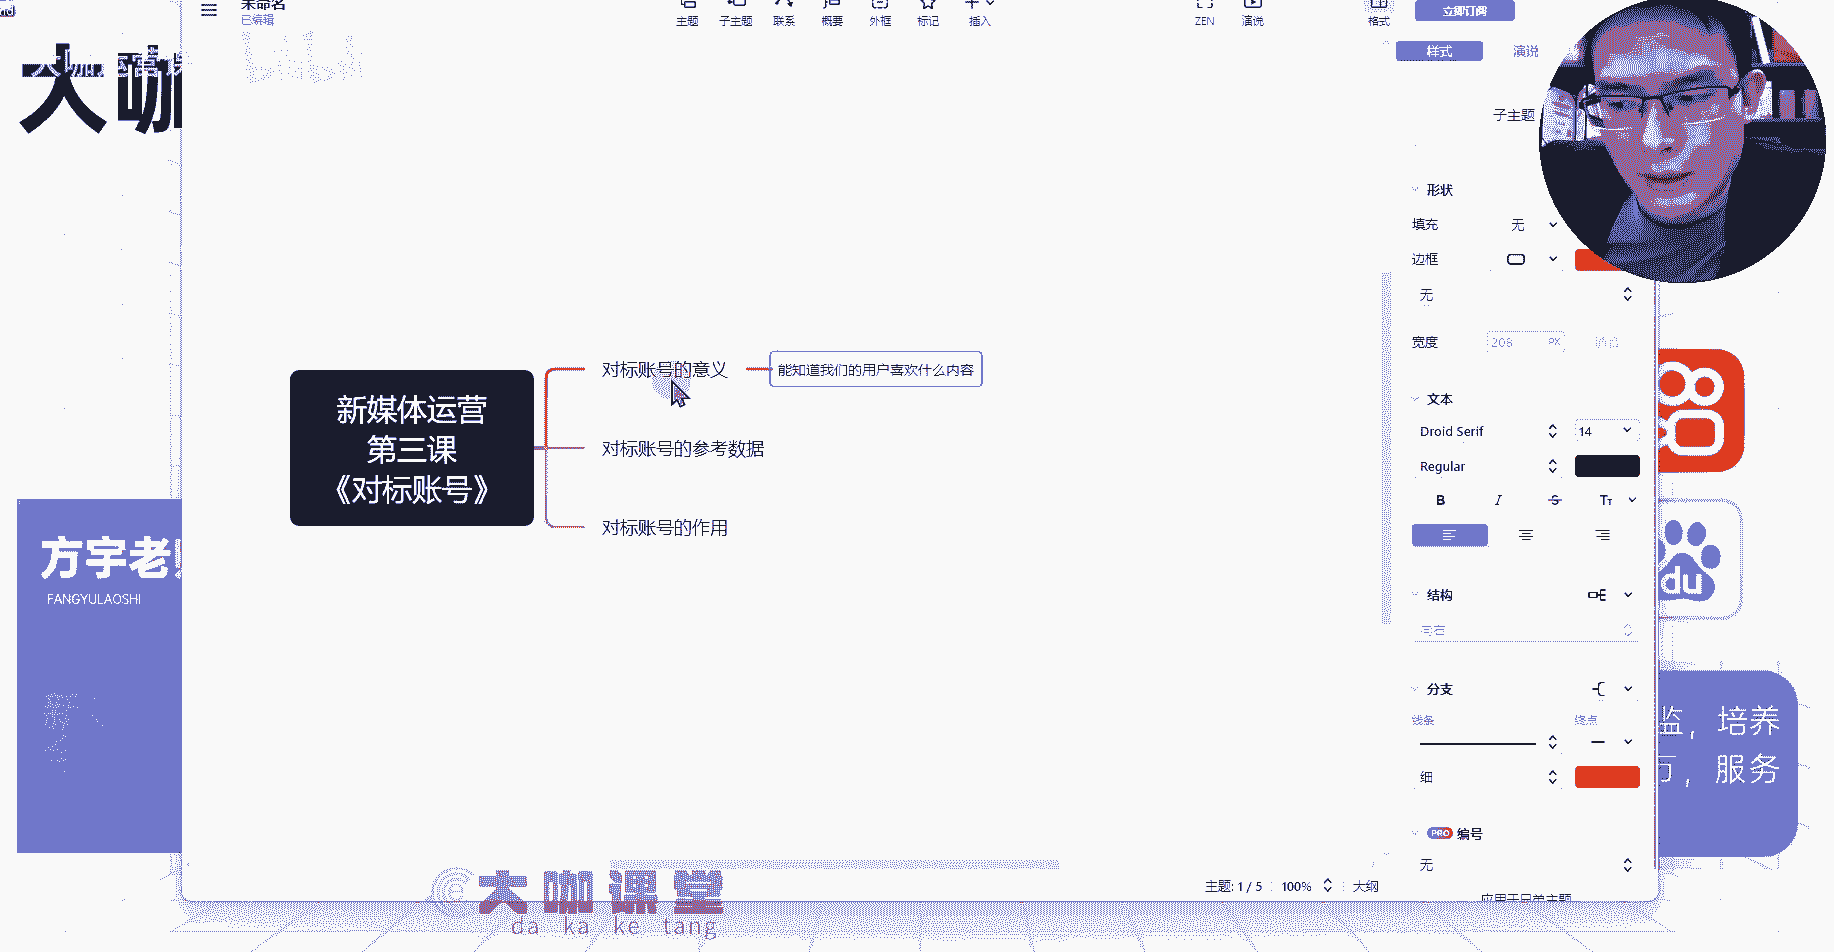 未命名
已编辑
主题
子主题
联系
概要
外框
标记
插入
ZEN
演说
格式
立即订阅
样式
演说
大咖
子主题
形状
填充
无
边框
无
宽度
206
PX
文本
Droid Serif
14
Regular
B
I
S
Tт
结构
向右
分支
线条
终点
细
PRO 编号
无
新媒体运营
第三课
《对标账号》
对标账号的意义
能知道我们的用户喜欢什么内容
对标账号的参考数据
对标账号的作用
方宇老
FANGYULAOSHI
du
监，培养
万，服务
主题: 1 / 5
100%
大纲
大咖课堂
da ka ke tang